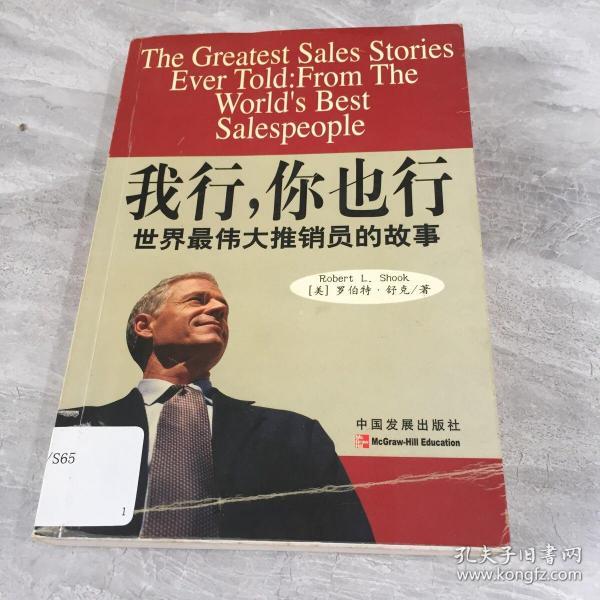 The Greatest Sales Stories
Ever Told:From The
World's Best
Salespeople
我行,你也行
世界最伟大推销员的故事
Robert L. Shook
[美]罗伯特·舒克/著
中国发展出版社
McGraw-Hill Education
/S65
1
孔夫子旧书网
www.kongfz.com